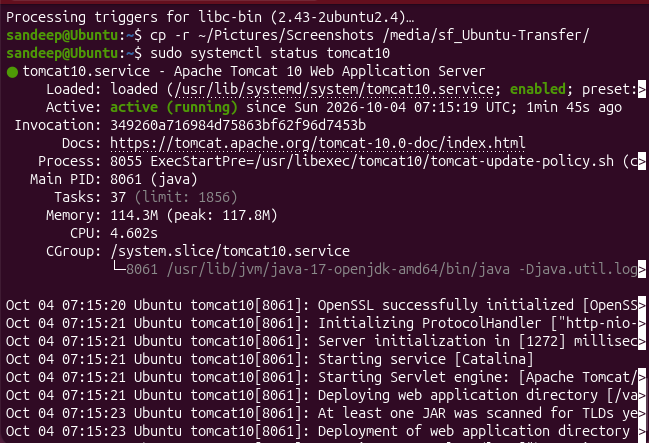 Processing triggers for libc-bin (2.43-2ubuntu2.4)…
sandeep@Ubuntu:~$ cp -r ~/Pictures/Screenshots /media/sf_Ubuntu-Transfer/
sandeep@Ubuntu:~$ sudo systemctl status tomcat10
● tomcat10.service - Apache Tomcat 10 Web Application Server
Loaded: loaded (/usr/lib/systemd/system/tomcat10.service; enabled; preset:>
Active: active (running) since Sun 2026-10-04 07:15:19 UTC; 1min 45s ago
Invocation: 349260a716984d75863bf62f96d7453b
Docs: https://tomcat.apache.org/tomcat-10.0-doc/index.html
Process: 8055 ExecStartPre=/usr/libexec/tomcat10/tomcat-update-policy.sh (c>
Main PID: 8061 (java)
Tasks: 37 (limit: 1856)
Memory: 114.3M (peak: 117.8M)
CPU: 4.602s
CGroup: /system.slice/tomcat10.service
└─8061 /usr/lib/jvm/java-17-openjdk-amd64/bin/java -Djava.util.log>
Oct 04 07:15:20 Ubuntu tomcat10[8061]: OpenSSL successfully initialized [OpenSS>
Oct 04 07:15:21 Ubuntu tomcat10[8061]: Initializing ProtocolHandler ["http-nio->
Oct 04 07:15:21 Ubuntu tomcat10[8061]: Server initialization in [1272] millisec>
Oct 04 07:15:21 Ubuntu tomcat10[8061]: Starting service [Catalina]
Oct 04 07:15:21 Ubuntu tomcat10[8061]: Starting Servlet engine: [Apache Tomcat/>
Oct 04 07:15:21 Ubuntu tomcat10[8061]: Deploying web application directory [/va>
Oct 04 07:15:23 Ubuntu tomcat10[8061]: At least one JAR was scanned for TLDs ye>
Oct 04 07:15:23 Ubuntu tomcat10[8061]: Deployment of web application directory >